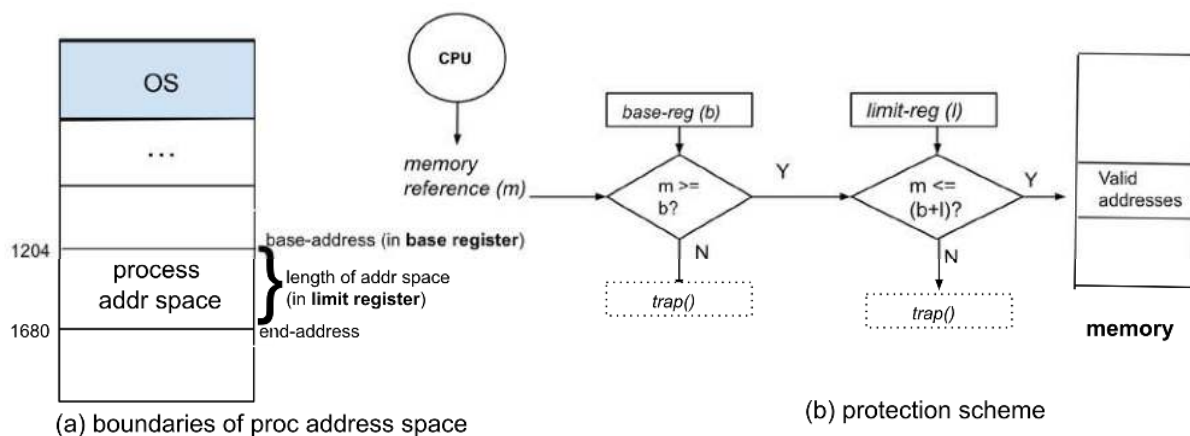 OS
...
1204
process
addr space
1680
base-address (in base register)
length of addr space
(in limit register)
end-address
(a) boundaries of proc address space
CPU
memory
reference (m)
base-reg (b)
m >=
b?
Y
N
trap()
limit-reg (l)
m <=
(b+l)?
Y
N
trap()
Valid
addresses
memory
(b) protection scheme